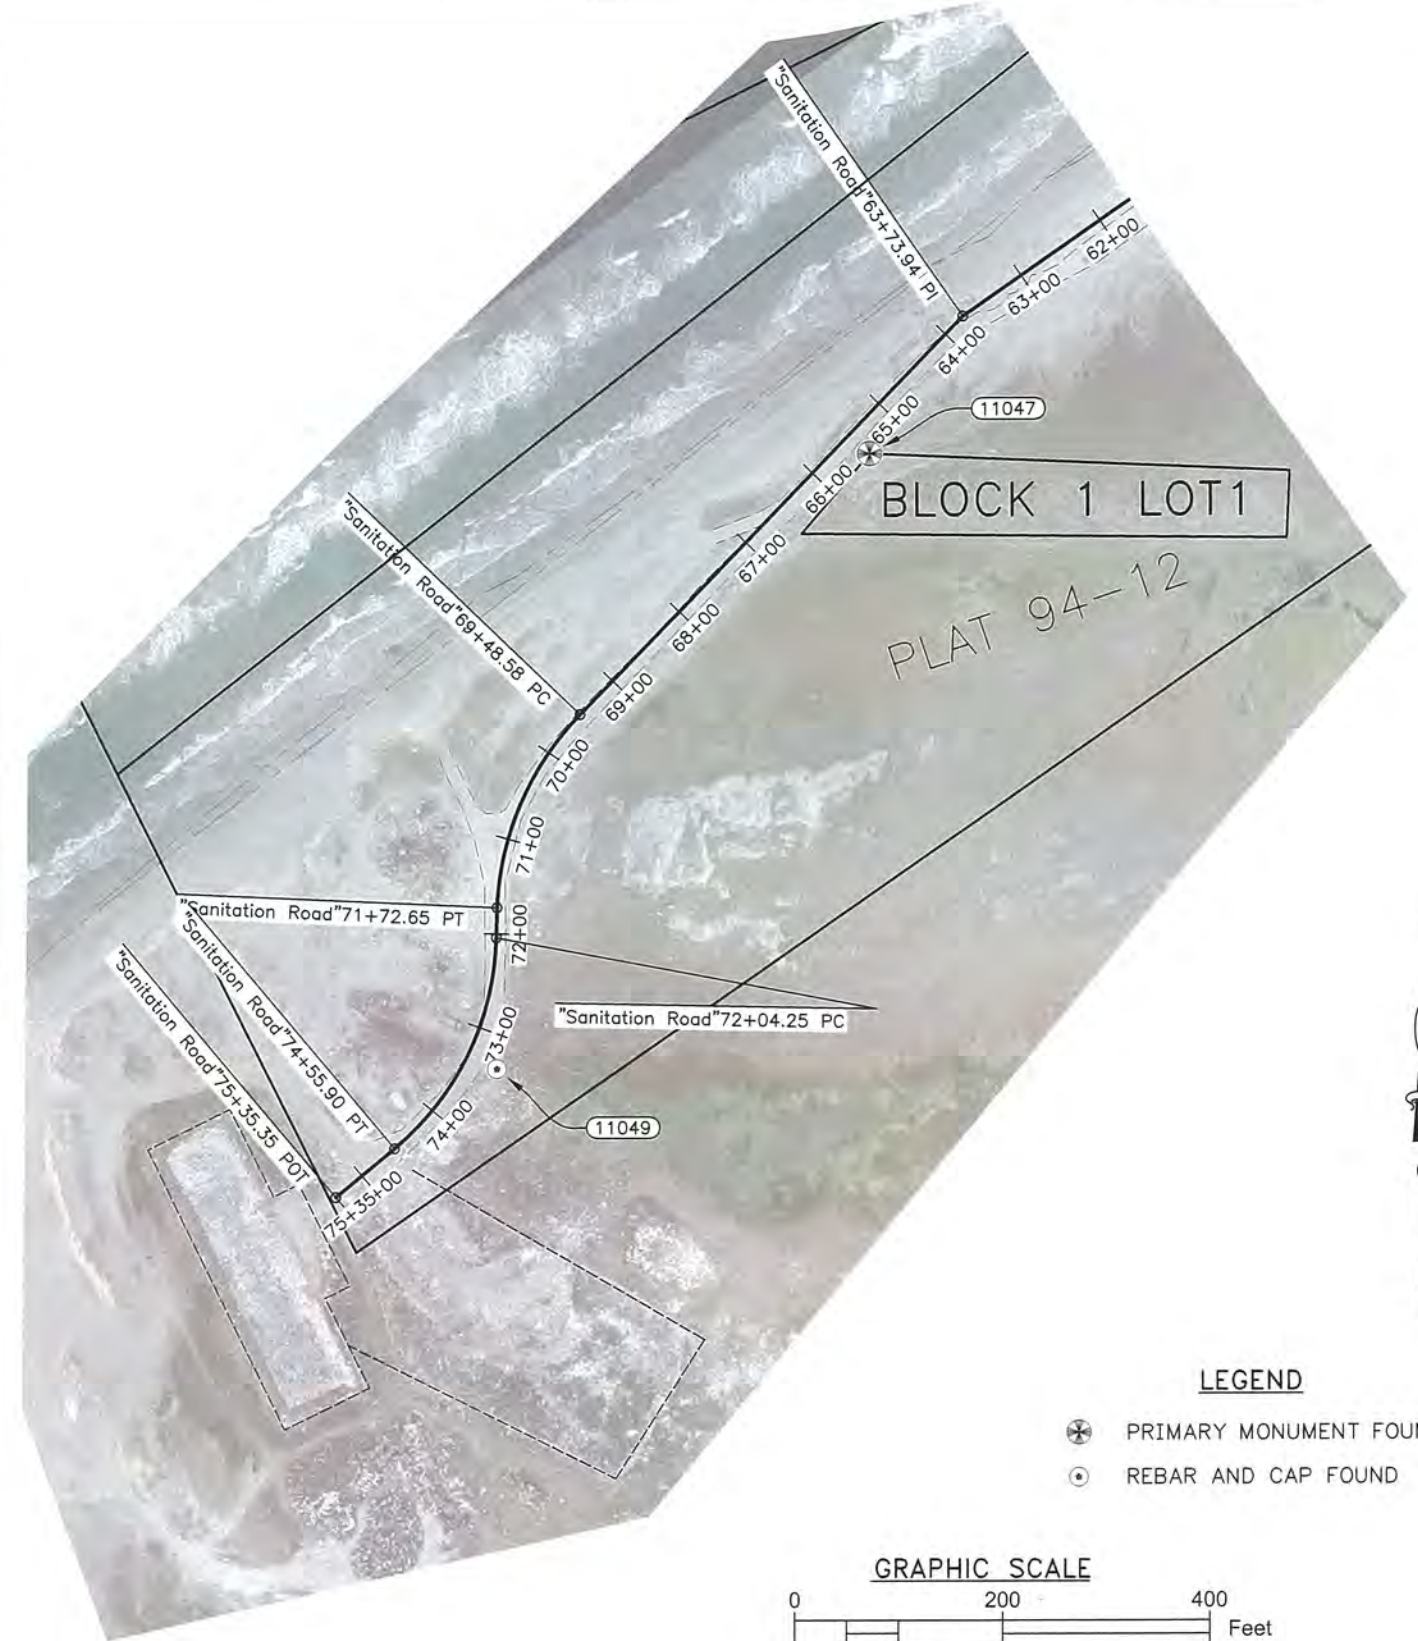 "Sanitation Road"63+73.94 PI
62+00
63+00
64+00
65+00
11047
66+00
BLOCK 1 LOT1
67+00
PLAT 94-12
68+00
"Sanitation Road"69+48.58 PC
69+00
70+00
71+00
"Sanitation Road"71+72.65 PT
72+00
"Sanitation Road"72+04.25 PC
73+00
"Sanitation Road"74+55.90 PT
"Sanitation Road"75+35.35 POT
11049
74+00
75+35+00
LEGEND
PRIMARY MONUMENT FOU
REBAR AND CAP FOUND
GRAPHIC SCALE
0 200 400
Feet